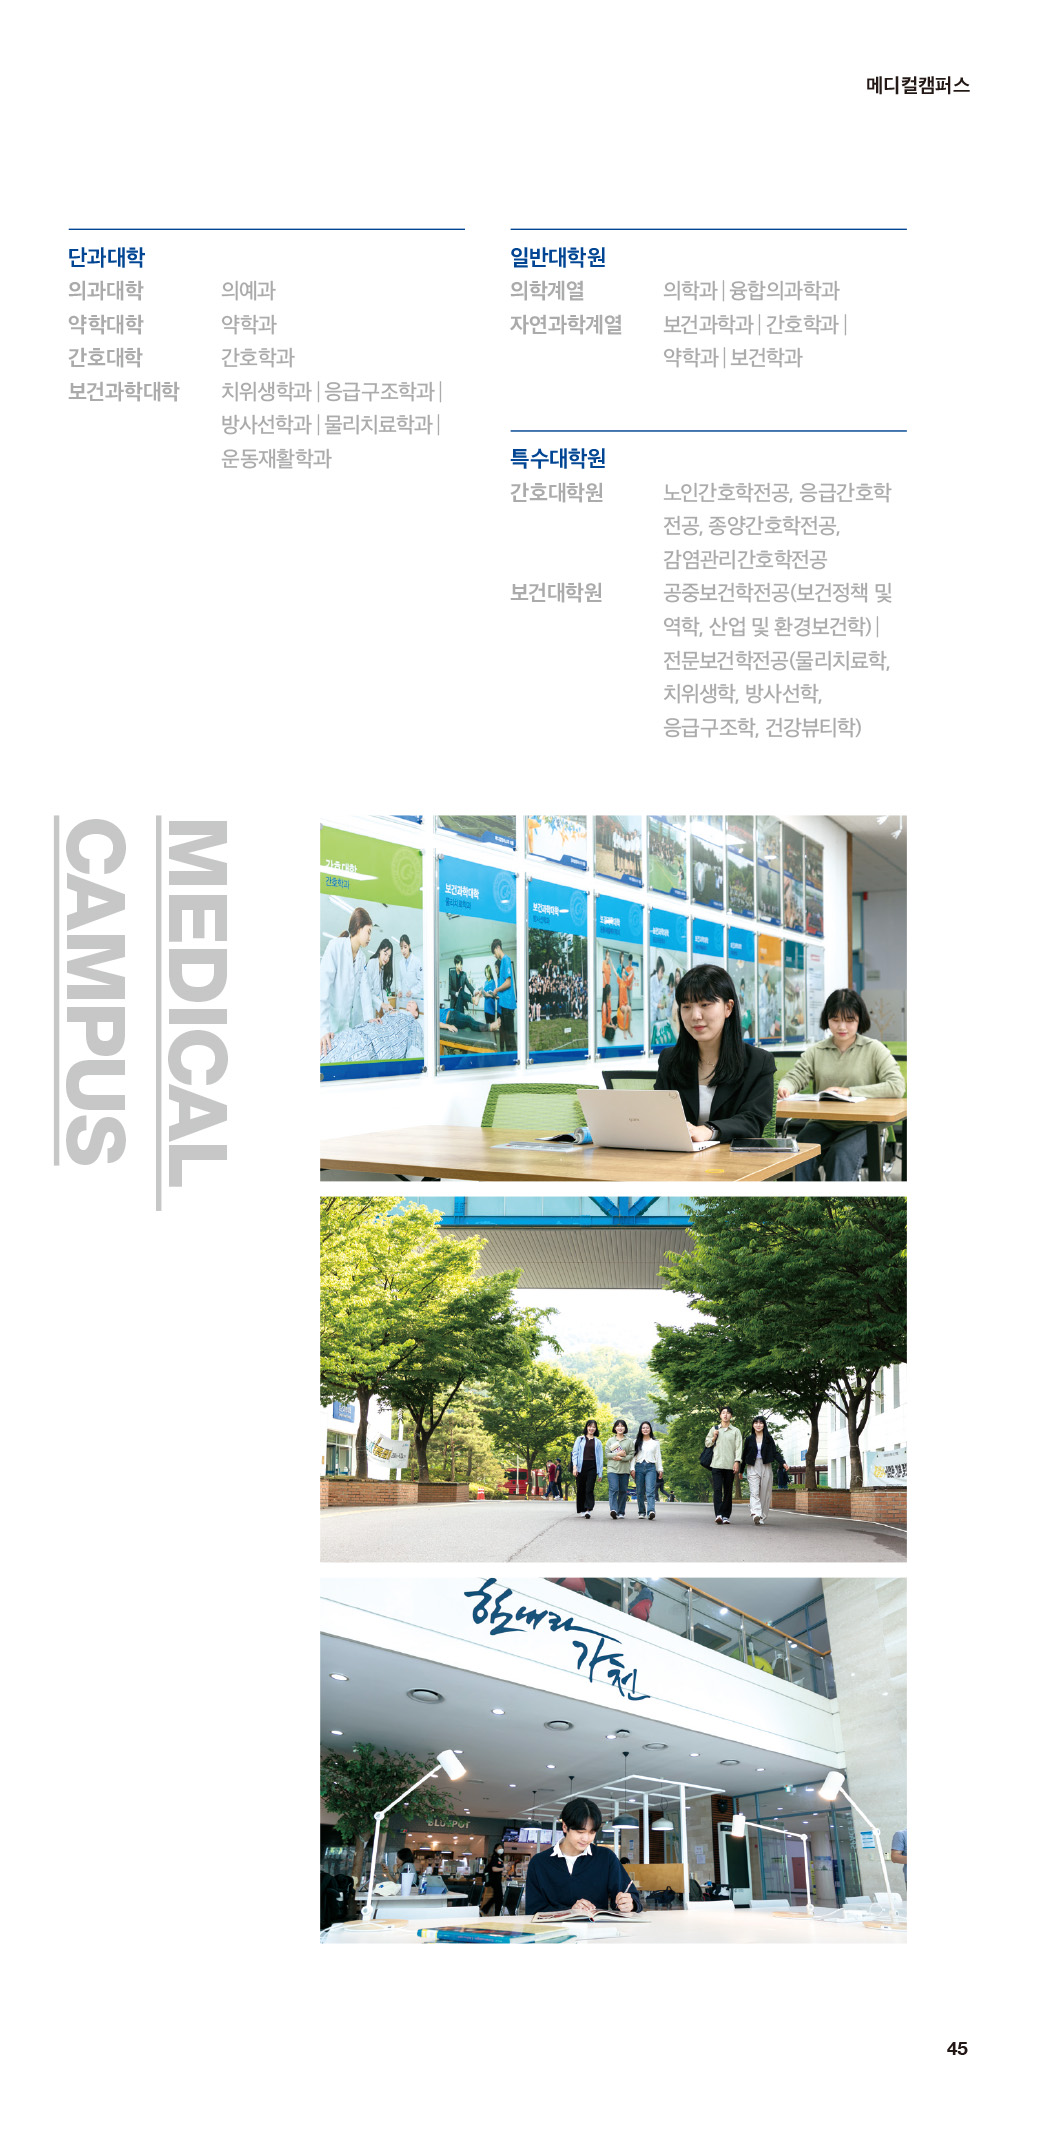 메디컬캠퍼스
단과대학
의과대학 의예과
약학대학 약학과
간호대학 간호학과
보건과학대학 치위생학과 | 응급구조학과 |
방사선학과 | 물리치료학과 |
운동재활학과
일반대학원
의학계열 의학과 | 융합의과학과
자연과학계열 보건과학과 | 간호학과 |
약학과 | 보건학과
특수대학원
간호대학원 노인간호학전공, 응급간호학
전공, 종양간호학전공,
감염관리간호학전공
보건대학원 공중보건학전공(보건정책 및
역학, 산업 및 환경보건학) |
전문보건학전공(물리치료학,
치위생학, 방사선학,
응급구조학, 건강뷰티학)
MEDICAL
CAMPUS
간호대학
간호학과
보건과학대학
물리치료학과
보건과학대학
방사선학과
한내라
가천
BLUSPOT
45